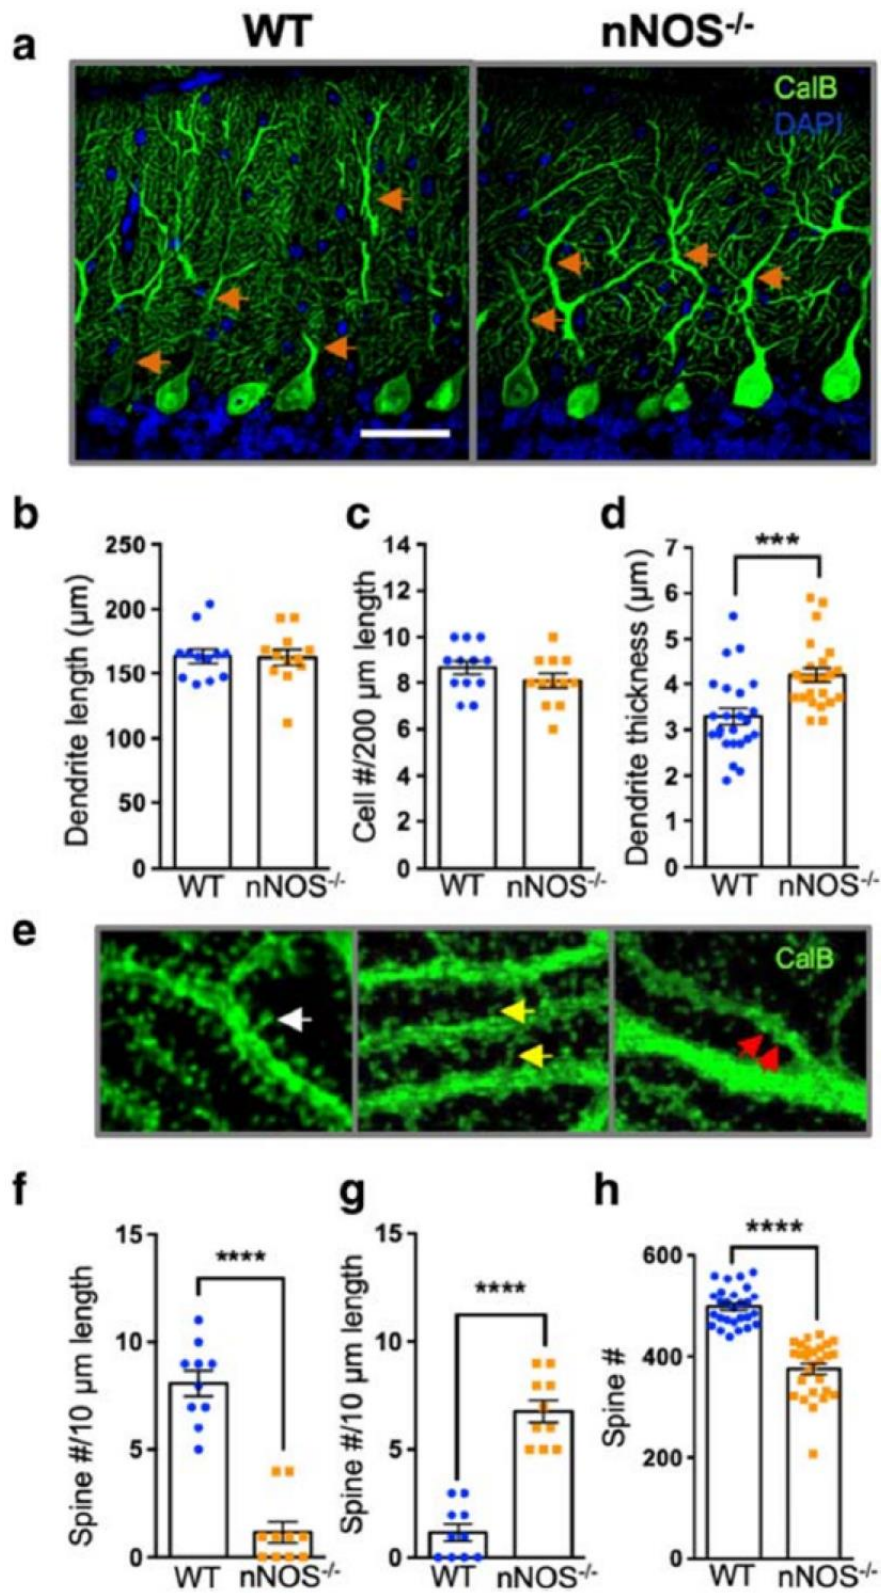 a
WT
nNOS-/-
CalB
DAPI
b
Dendrite length (µm)
250
200
150
100
50
0
WT
nNOS-/-
c
Cell #/200 µm length
14
12
10
8
6
4
2
0
WT
nNOS-/-
d
Dendrite thickness (µm)
7
6
5
4
3
2
1
0
***
WT
nNOS-/-
e
CalB
f
Spine #/10 µm length
15
10
5
0
****
WT
nNOS-/-
g
Spine #/10 µm length
15
10
5
0
****
WT
nNOS-/-
h
Spine #
600
400
200
0
****
WT
nNOS-/-